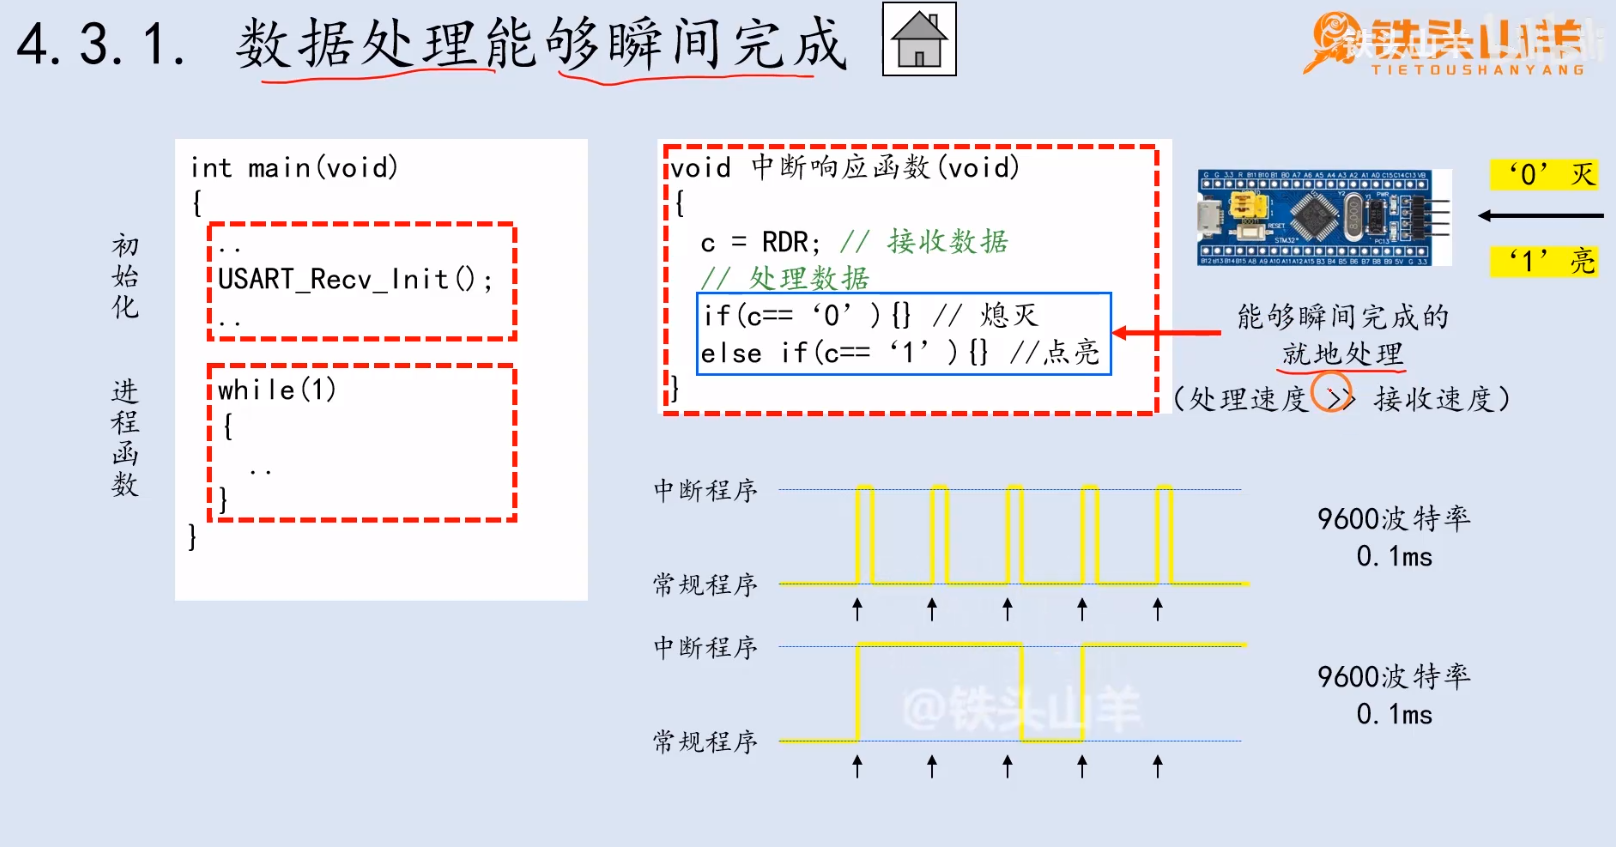 4.3.1. 数据处理能够瞬间完成
铁头山羊
TIETOUSHANYANG
初始化
进程函数
int main(void)
{
..
USART_Recv_Init();
..
while(1)
{
..
}
}
void 中断响应函数(void)
{
c = RDR; // 接收数据
// 处理数据
if(c==‘0’){} // 熄灭
else if(c==‘1’){} //点亮
}
‘0’灭
‘1’亮
能够瞬间完成的
就地处理
(处理速度 >> 接收速度)
中断程序
常规程序
9600波特率
0.1ms
中断程序
常规程序
9600波特率
0.1ms
@铁头山羊